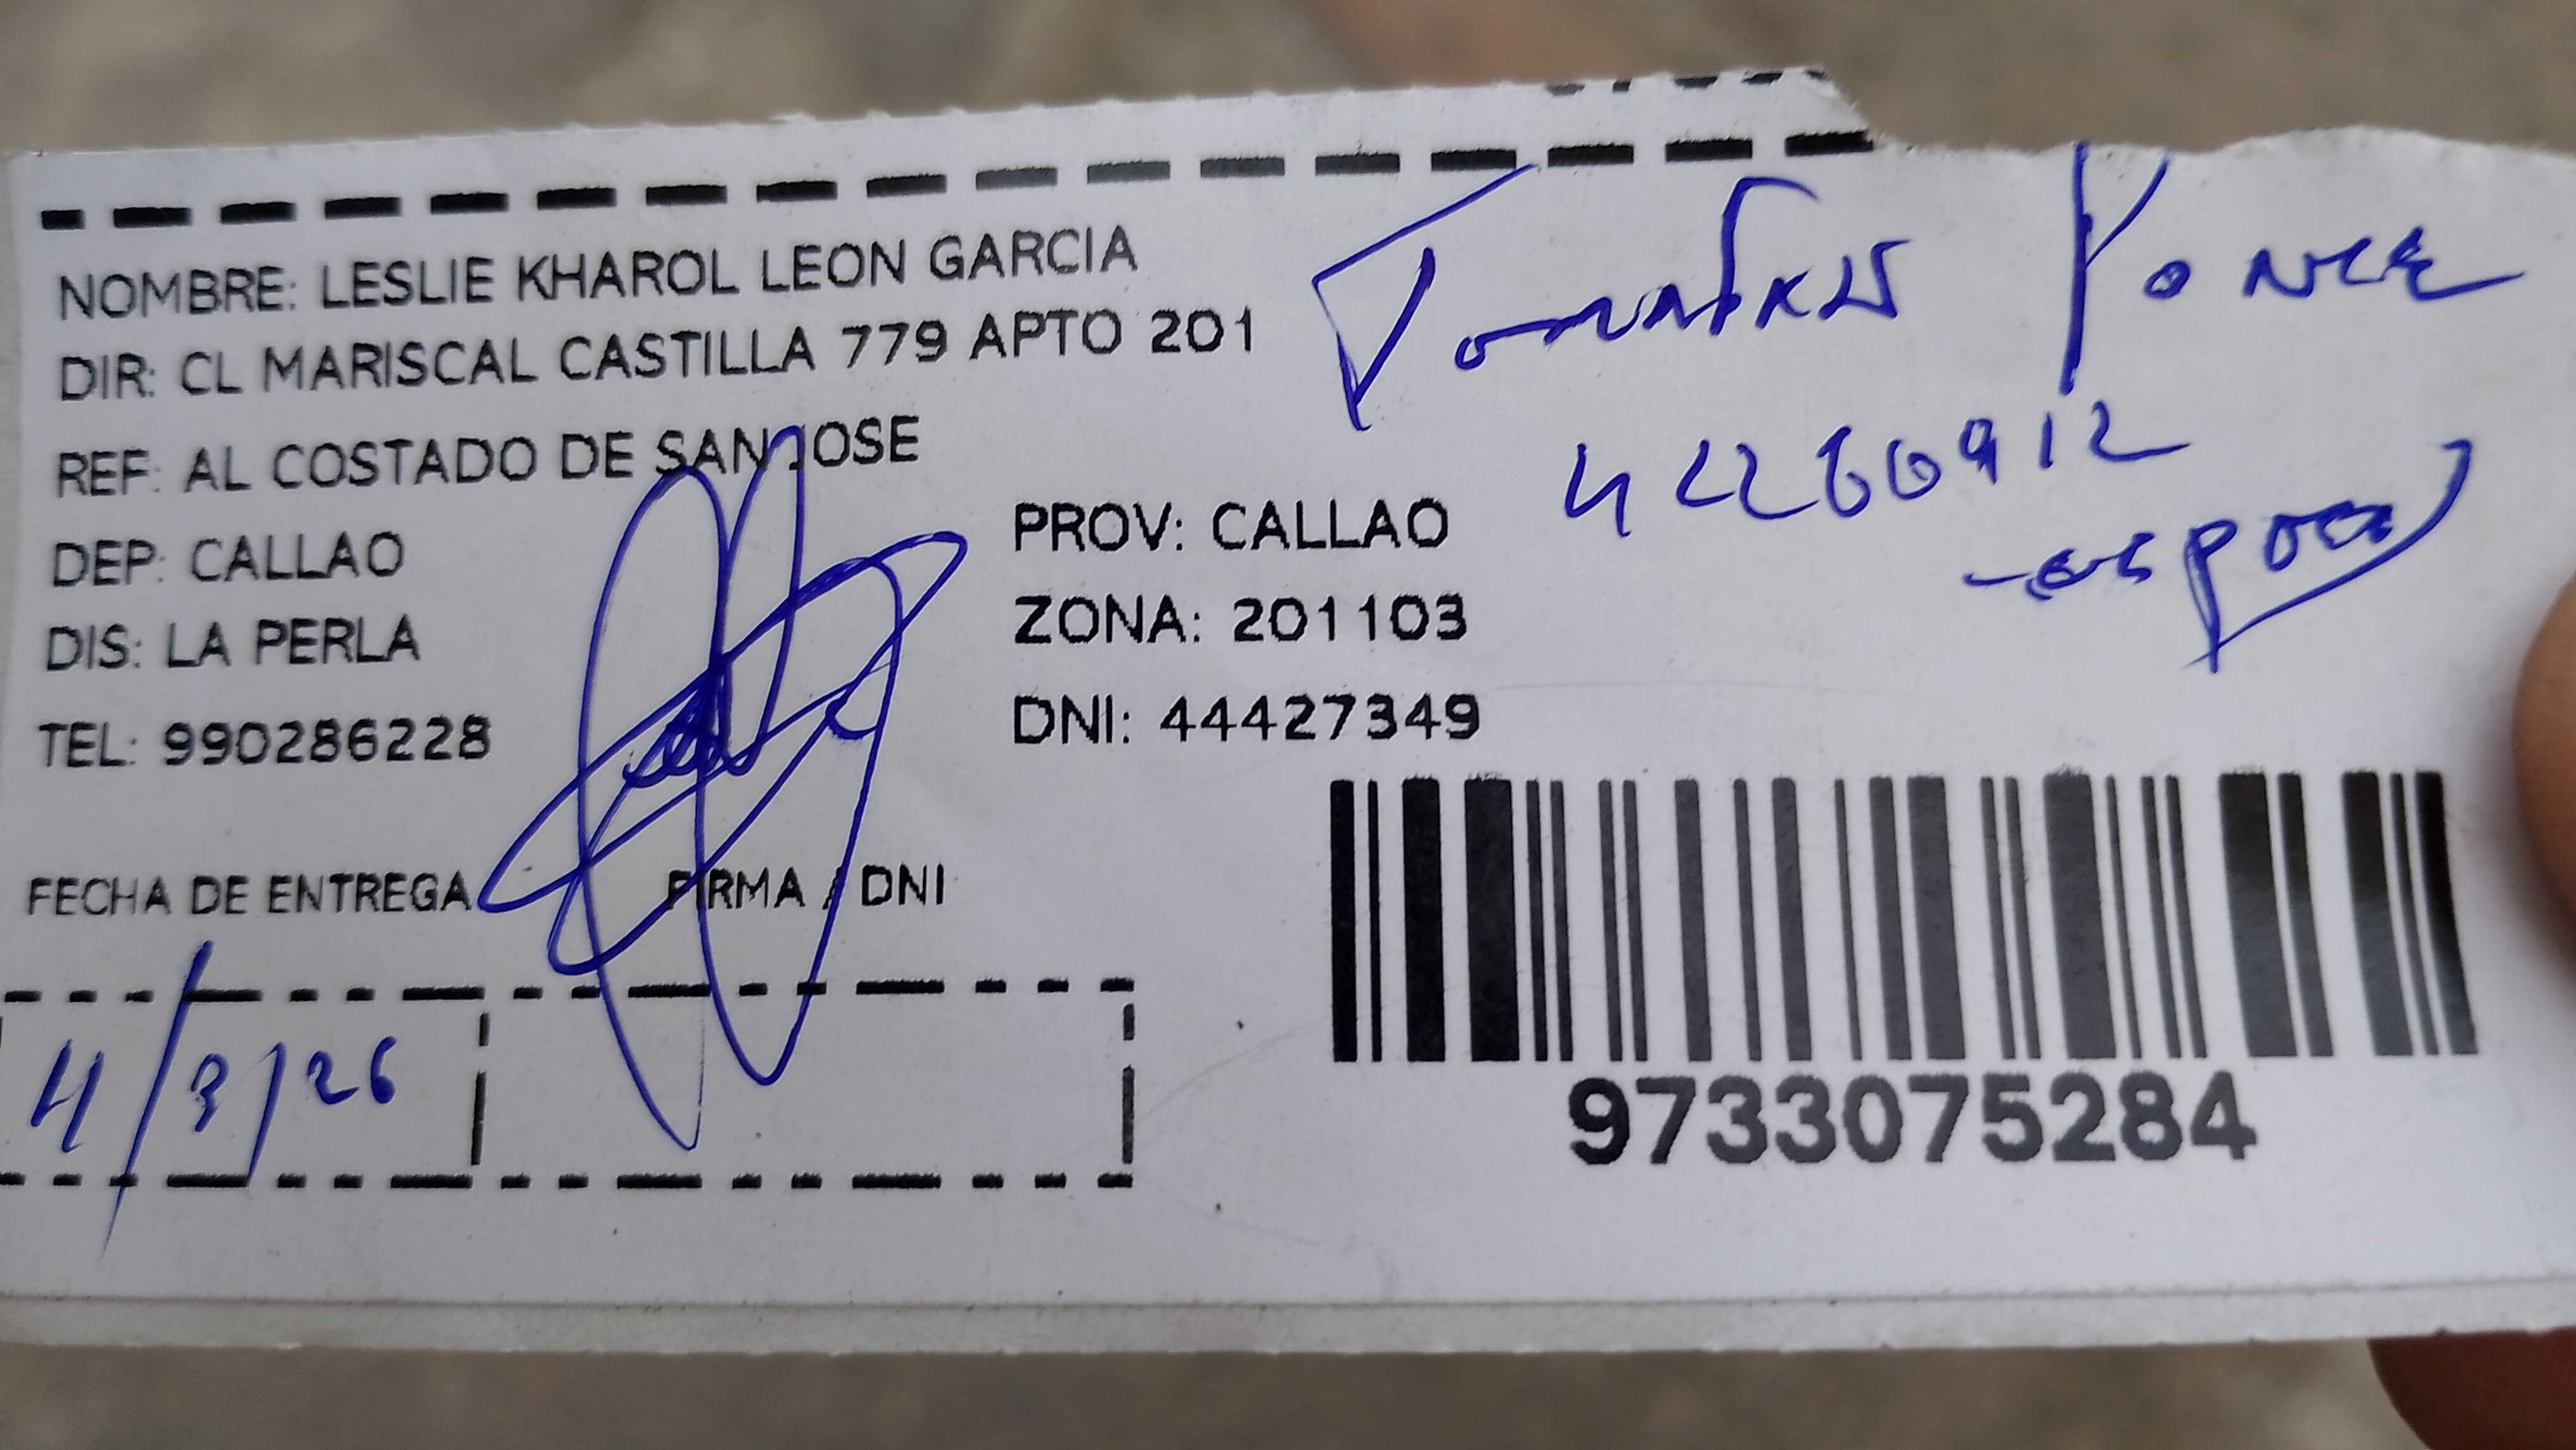 NOMBRE: LESLIE KHAROL LEON GARCIA
DIR: CL MARISCAL CASTILLA 779 APTO 201
REF: AL COSTADO DE SAN JOSE
DEP: CALLAO
DIS: LA PERLA
TEL: 990286228
PROV: CALLAO
ZONA: 201103
DNI: 44427349
Jonatan Ponce
42260912
esposo
FECHA DE ENTREGA
FIRMA / DNI
4/3/26
9733075284